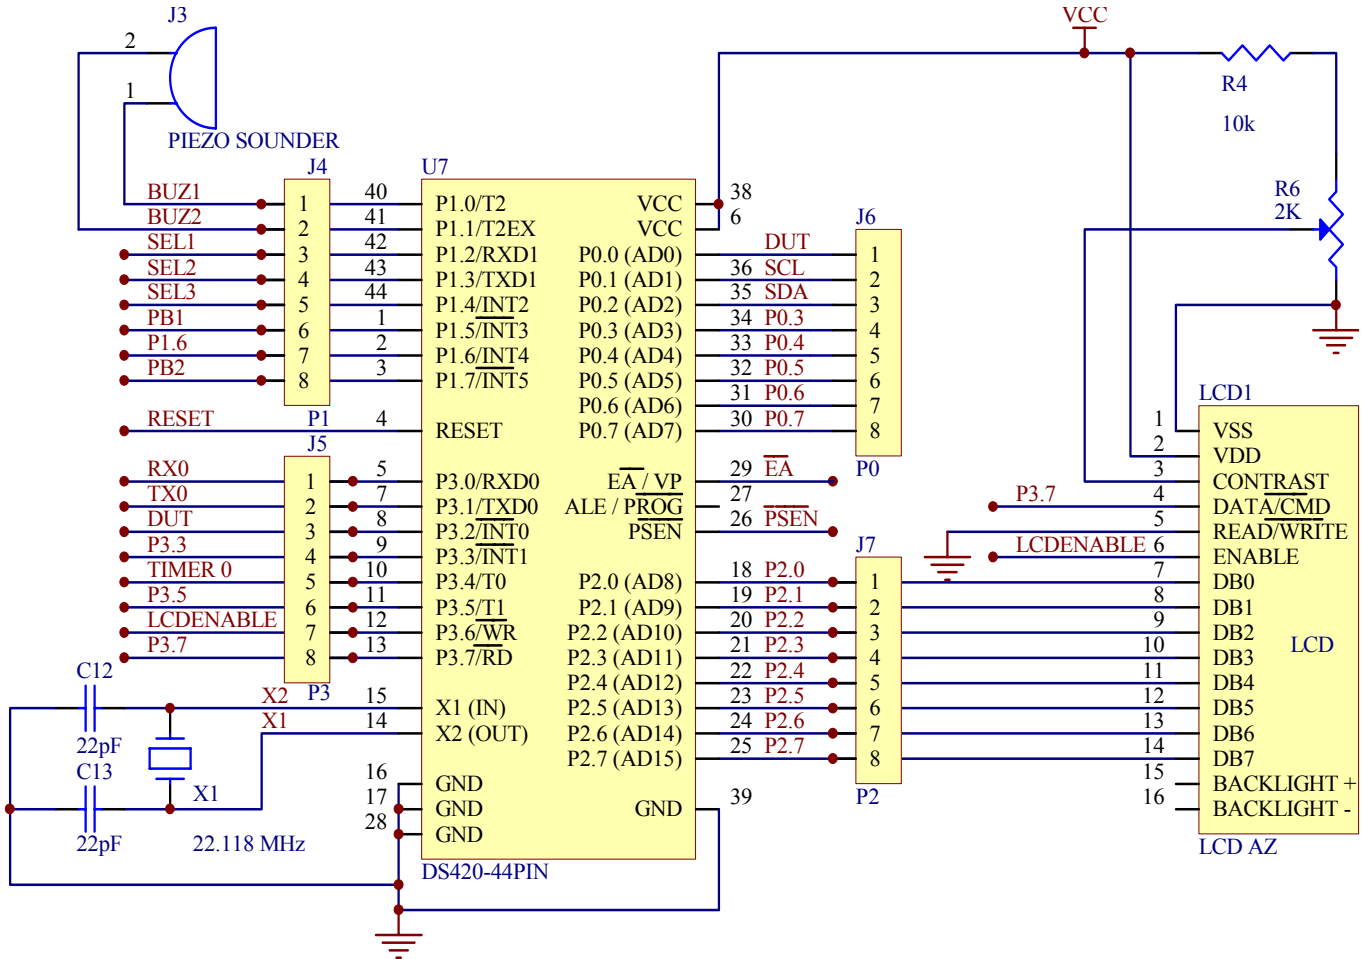 J3
2
1
PIEZO SOUNDER
VCC
R4
10k
R6
2K
J4
BUZ1 1 40
BUZ2 2 41
SEL1 3 42
SEL2 4 43
SEL3 5 44
PB1 6 1
P1.6 7 2
PB2 8 3
P1
RESET 4
J5
RX0 1 5
TX0 2 7
DUT 3 8
P3.3 4 9
TIMER 0 5 10
P3.5 6 11
LCDENABLE 7 12
P3.7 8 13
P3
C12
22pF
C13
22pF
X2 15
X1 14
X1
22.118 MHz
16
17
28
U7
P1.0/T2 VCC 38
P1.1/T2EX VCC 6
P1.2/RXD1 P0.0 (AD0)
P1.3/TXD1 P0.1 (AD1) 36
P1.4/INT2 P0.2 (AD2) 35
P1.5/INT3 P0.3 (AD3) 34
P1.6/INT4 P0.4 (AD4) 33
P1.7/INT5 P0.5 (AD5) 32
P0.6 (AD6) 31
RESET P0.7 (AD7) 30
P3.0/RXD0 EA / VP 29 EA
P3.1/TXD0 ALE / PROG 27
P3.2/INT0 PSEN 26 PSEN
P3.3/INT1
P3.4/T0 P2.0 (AD8) 18
P3.5/T1 P2.1 (AD9) 19
P3.6/WR P2.2 (AD10) 20
P3.7/RD P2.3 (AD11) 21
P2.4 (AD12) 22
X1 (IN) P2.5 (AD13) 23
X2 (OUT) P2.6 (AD14) 24
P2.7 (AD15) 25
GND
GND GND 39
GND
DS420-44PIN
J6
DUT 1
SCL 2
SDA 3
P0.3 4
P0.4 5
P0.5 6
P0.6 7
P0.7 8
P0
J7
P2.0 1
P2.1 2
P2.2 3
P2.3 4
P2.4 5
P2.5 6
P2.6 7
P2.7 8
P2
LCD1
1 VSS
2 VDD
3 CONTRAST
P3.7 4 DATA/CMD
5 READ/WRITE
LCDENABLE 6 ENABLE
7 DB0
8 DB1
9 DB2
10 DB3
11 DB4
12 DB5
13 DB6
14 DB7
15 BACKLIGHT +
16 BACKLIGHT -
LCD
LCD AZ